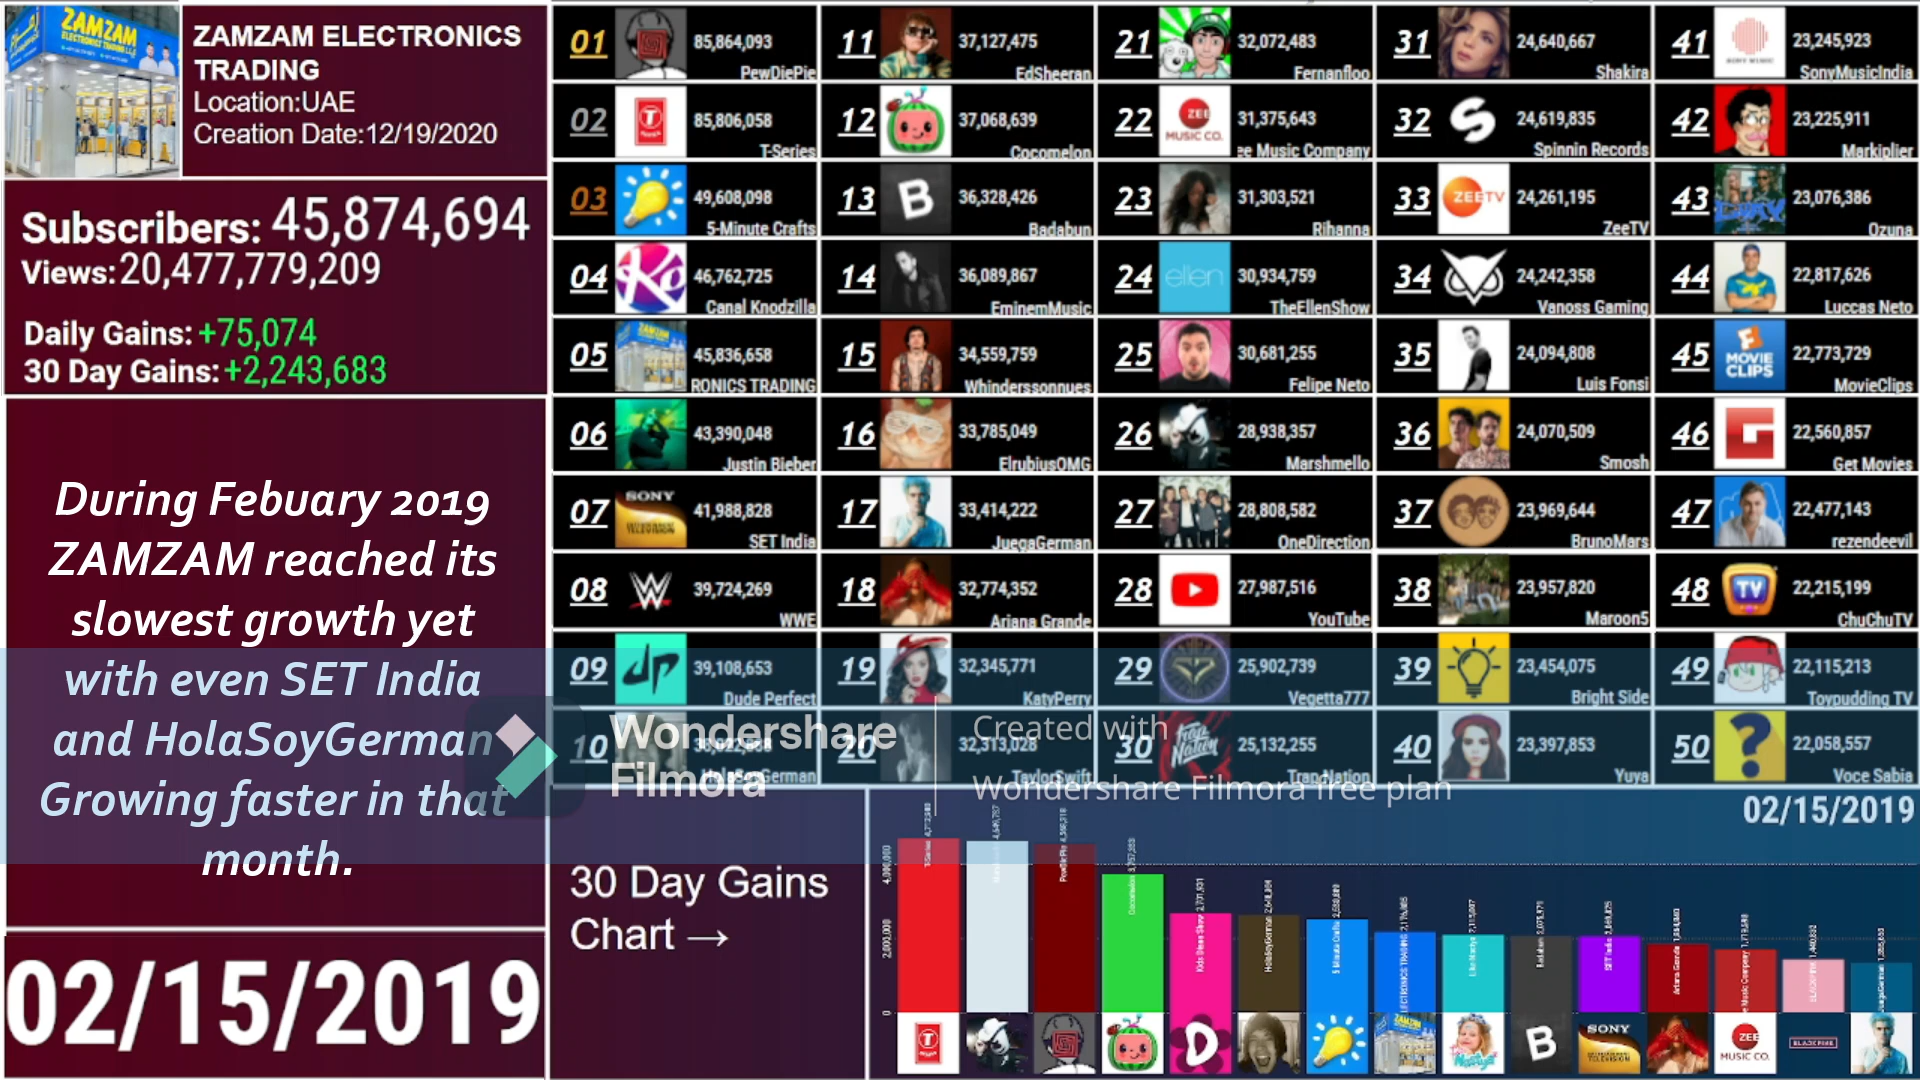 ZAMZAM ELECTRONICS
TRADING
Location:UAE
Creation Date:12/19/2020
Subscribers: 45,874,694
Views: 20,477,779,209
Daily Gains: +75,074
30 Day Gains: +2,243,683
During Febuary 2019
ZAMZAM reached its
slowest growth yet
with even SET India
and HolaSoyGerman
Growing faster in that
month.
02/15/2019
01 85,864,093 PewDiePie
02 85,806,058 T-Series
03 49,608,098 5-Minute Crafts
04 46,762,725 Canal Kondzilla
05 45,836,658 RONICS TRADING
06 43,390,048 Justin Bieber
07 41,988,828 SET India
08 39,724,269 WWE
09 39,108,653 Dude Perfect
10 HolaSoyGerman
11 37,127,475 EdSheeran
12 37,068,639 Cocomelon
13 36,328,426 Badabun
14 36,089,867 EminemMusic
15 34,559,759 Whinderssonnues
16 33,785,049 ElrubiusOMG
17 33,414,222 JuegaGerman
18 32,774,352 Ariana Grande
19 32,345,771 KatyPerry
20 32,313,028 TaylorSwift
21 32,072,483 Fernanfloo
22 31,375,643 ee Music Company
23 31,303,521 Rihanna
24 30,934,759 TheEllenShow
25 30,681,255 Felipe Neto
26 28,938,357 Marshmello
27 28,808,582 OneDirection
28 27,987,516 YouTube
29 25,902,739 Vegetta777
30 25,132,255 Trap Nation
31 24,640,667 Shakira
32 24,619,835 Spinnin Records
33 24,261,195 ZeeTV
34 24,242,358 Vanoss Gaming
35 24,094,808 Luis Fonsi
36 24,070,509 Smosh
37 23,969,644 BrunoMars
38 23,957,820 Maroon5
39 23,454,075 Bright Side
40 23,397,853 Yuya
41 23,245,923 SonyMusicIndia
42 23,225,911 Markiplier
43 23,076,386 Ozuna
44 22,817,626 Luccas Neto
45 22,773,729 MovieClips
46 22,560,857 Get Movies
47 22,477,143 rezendeevil
48 22,215,199 ChuChuTV
49 22,115,213 Toypudding TV
50 22,058,557 Voce Sabia
Wondershare
Filmora
Created with
Wondershare Filmora free plan
30 Day Gains
Chart →
02/15/2019